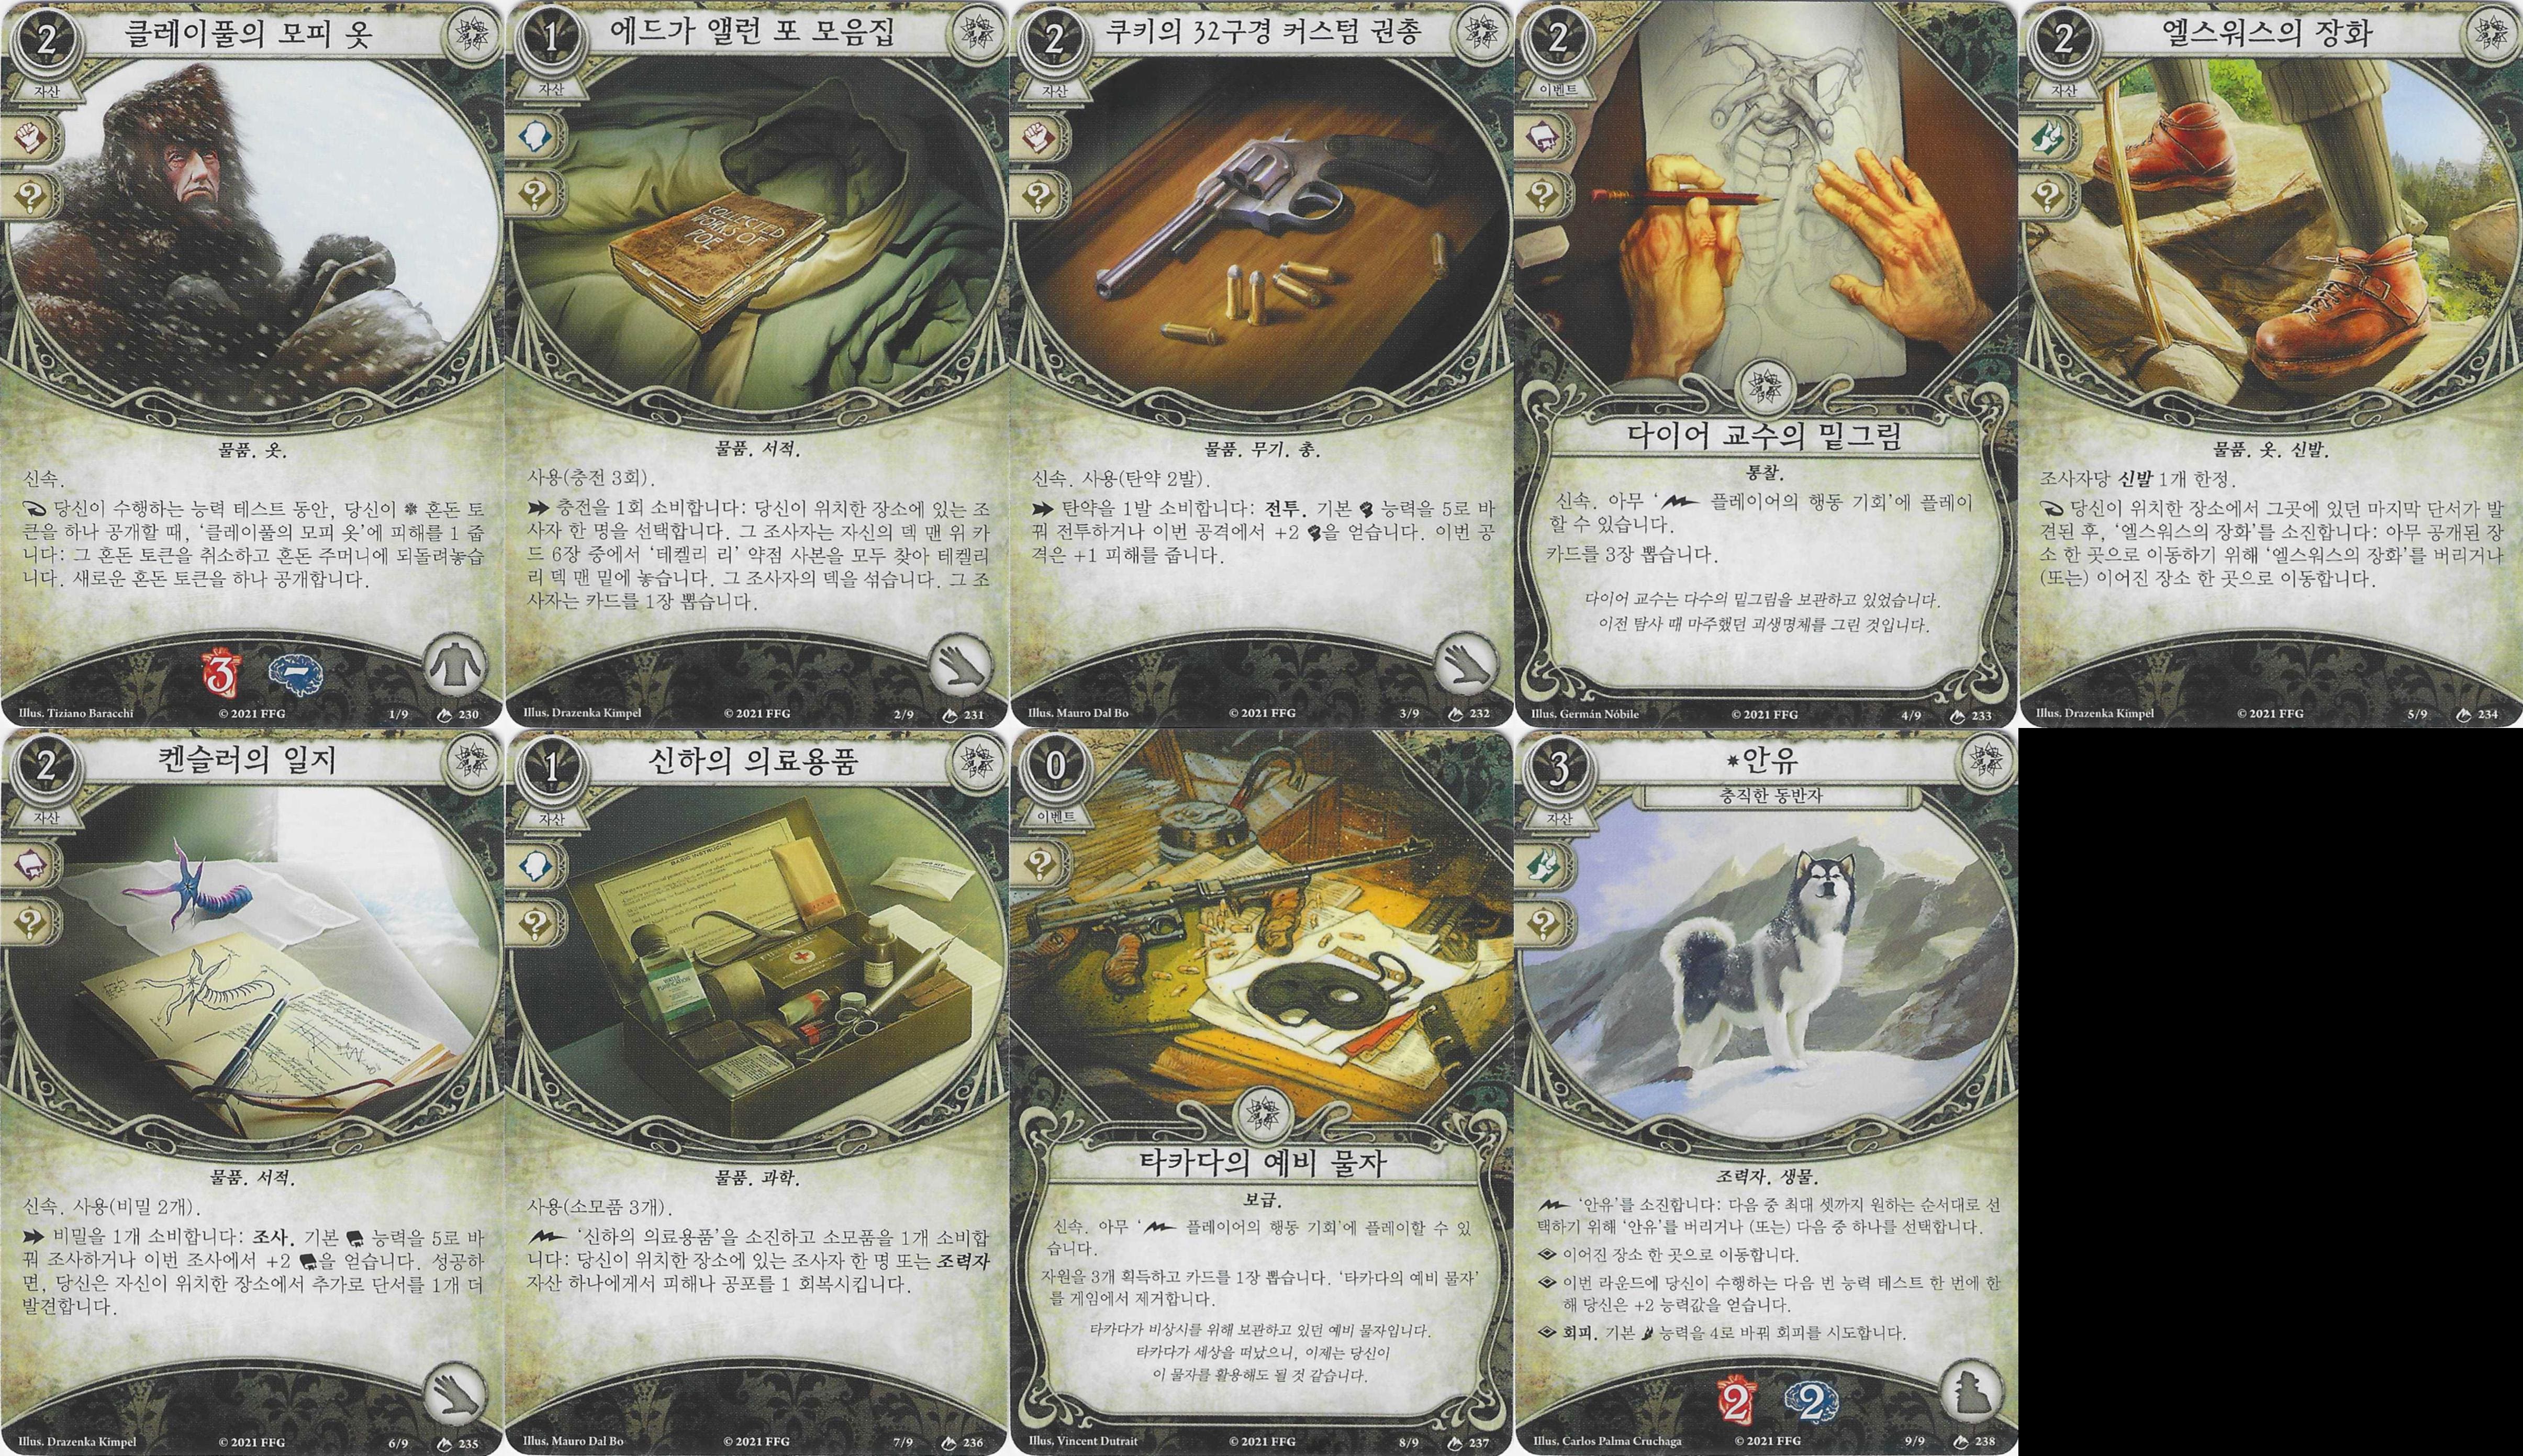 2
클레이풀의 모피 옷
자산
물품. 옷.
신속.
당신이 수행하는 능력 테스트 동안, 당신이 혼돈 토
큰을 하나 공개할 때, ‘클레이풀의 모피 옷’에 피해를 1 줍
니다: 그 혼돈 토큰을 취소하고 혼돈 주머니에 되돌려놓습
니다. 새로운 혼돈 토큰을 하나 공개합니다.
3 –
Illus. Tiziano Baracchi © 2021 FFG 1/9 230
1
에드가 앨런 포 모음집
자산
COLLECTED
WORKS OF
POE
물품. 서적.
사용(충전 3회).
충전을 1회 소비합니다: 당신이 위치한 장소에 있는 조
사자 한 명을 선택합니다. 그 조사자는 자신의 덱 맨 위 카
드 6장 중에서 ‘테켈리 리’ 약점 사본을 모두 찾아 테켈리
리 덱 맨 밑에 놓습니다. 그 조사자의 덱을 섞습니다. 그 조
사자는 카드를 1장 뽑습니다.
Illus. Drazenka Kimpel © 2021 FFG 2/9 231
2
쿠키의 32구경 커스텀 권총
자산
물품. 무기. 총.
신속. 사용(탄약 2발).
탄약을 1발 소비합니다: 전투. 기본 능력을 5로 바
꿔 전투하거나 이번 공격에서 +2 을 얻습니다. 이번 공
격은 +1 피해를 줍니다.
Illus. Mauro Dal Bo © 2021 FFG 3/9 232
2
이벤트
다이어 교수의 밑그림
통찰.
신속. 아무 ‘ 플레이어의 행동 기회’에 플레이
할 수 있습니다.
카드를 3장 뽑습니다.
다이어 교수는 다수의 밑그림을 보관하고 있었습니다.
이전 탐사 때 마주했던 괴생명체를 그린 것입니다.
Illus. Germán Nóbile © 2021 FFG 4/9 233
2
엘스워스의 장화
자산
물품. 옷. 신발.
조사자당 신발 1개 한정.
당신이 위치한 장소에서 그곳에 있던 마지막 단서가 발
견된 후, ‘엘스워스의 장화’를 소진합니다: 아무 공개된 장
소 한 곳으로 이동하기 위해 ‘엘스워스의 장화’를 버리거나
(또는) 이어진 장소 한 곳으로 이동합니다.
Illus. Drazenka Kimpel © 2021 FFG 5/9 234
2
켄슬러의 일지
자산
물품. 서적.
신속. 사용(비밀 2개).
비밀을 1개 소비합니다: 조사. 기본 능력을 5로 바
꿔 조사하거나 이번 조사에서 +2 을 얻습니다. 성공하
면, 당신은 자신이 위치한 장소에서 추가로 단서를 1개 더
발견합니다.
Illus. Drazenka Kimpel © 2021 FFG 6/9 235
1
신하의 의료용품
자산
물품. 과학.
사용(소모품 3개).
‘신하의 의료용품’을 소진하고 소모품을 1개 소비합
니다: 당신이 위치한 장소에 있는 조사자 한 명 또는 조력자
자산 하나에게서 피해나 공포를 1 회복시킵니다.
Illus. Mauro Dal Bo © 2021 FFG 7/9 236
0
이벤트
타카다의 예비 물자
보급.
신속. 아무 ‘ 플레이어의 행동 기회’에 플레이할 수 있
습니다.
자원을 3개 획득하고 카드를 1장 뽑습니다. ‘타카다의 예비 물자’
를 게임에서 제거합니다.
타카다가 비상시를 위해 보관하고 있던 예비 물자입니다.
타카다가 세상을 떠났으니, 이제는 당신이
이 물자를 활용해도 될 것 같습니다.
Illus. Vincent Dutrait © 2021 FFG 8/9 237
3
안유
충직한 동반자
자산
조력자. 생물.
‘안유’를 소진합니다: 다음 중 최대 셋까지 원하는 순서대로 선
택하기 위해 ‘안유’를 버리거나 (또는) 다음 중 하나를 선택합니다.
이어진 장소 한 곳으로 이동합니다.
이번 라운드에 당신이 수행하는 다음 번 능력 테스트 한 번에 한
해 당신은 +2 능력값을 얻습니다.
회피. 기본 능력을 4로 바꿔 회피를 시도합니다.
2 2
Illus. Carlos Palma Cruchaga © 2021 FFG 9/9 238